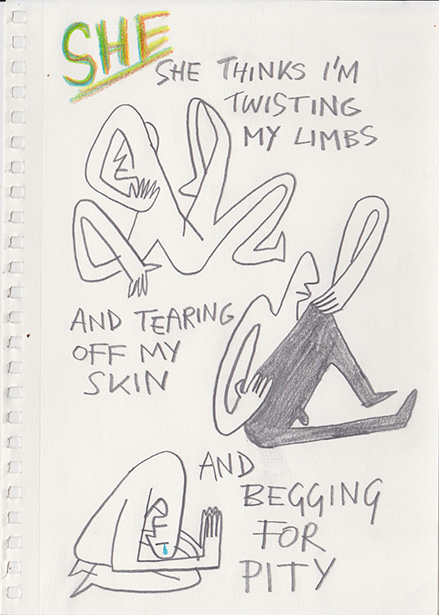 SHE
SHE THINKS I'M
TWISTING
MY LIMBS
AND TEARING
OFF MY
SKIN
AND
BEGGING
FOR
PITY